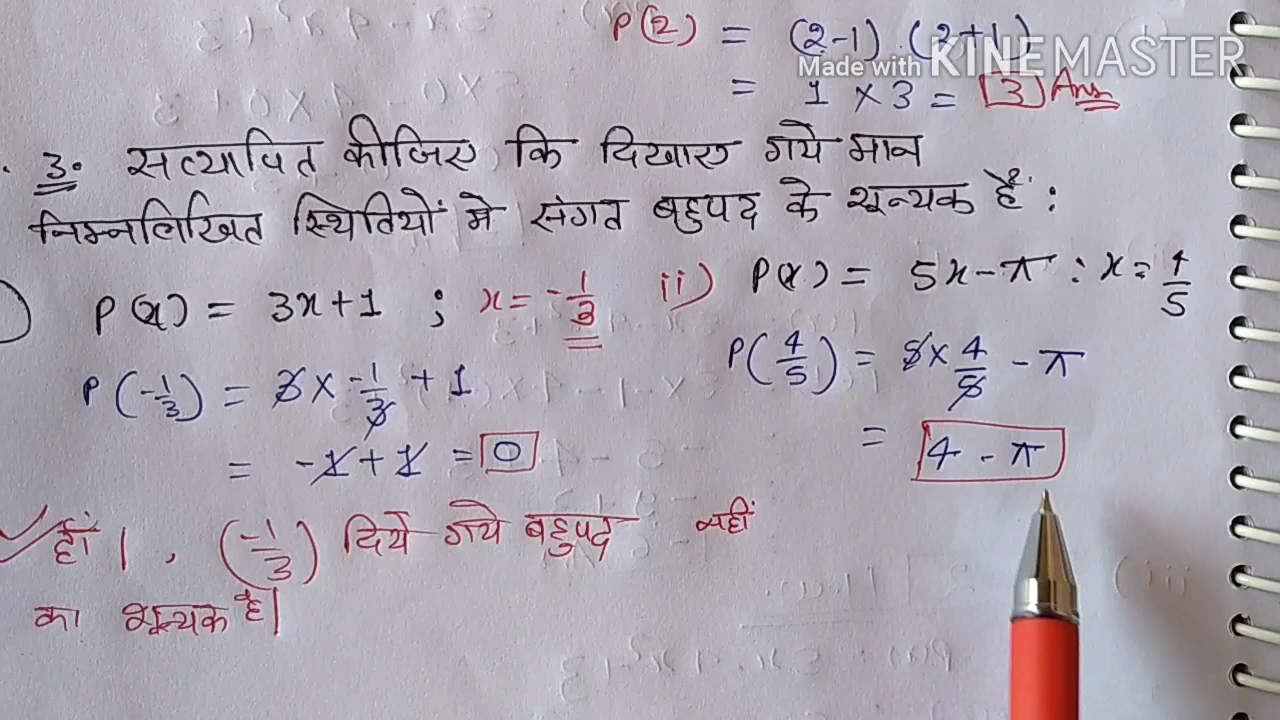 P(2) = (2-1) (2+1)
Made with KINEMASTER
= 1 × 3 = 3 Ans
3. सत्यापित कीजिए कि दिखाए गये मान
निम्नलिखित स्थितियों मे संगत बहुपद के शून्यक हैं :
P(x) = 3x+1 ; x = -1/3
P(-1/3) = 3 × -1/3 + 1
= -1 + 1 = 0
हाँ । , (-1/3) दिये गये बहुपद
का शून्यक है।
ii) P(x) = 5x - π : x = 4/5
P(4/5) = 5 × 4/5 - π
= 4 - π
नहीं